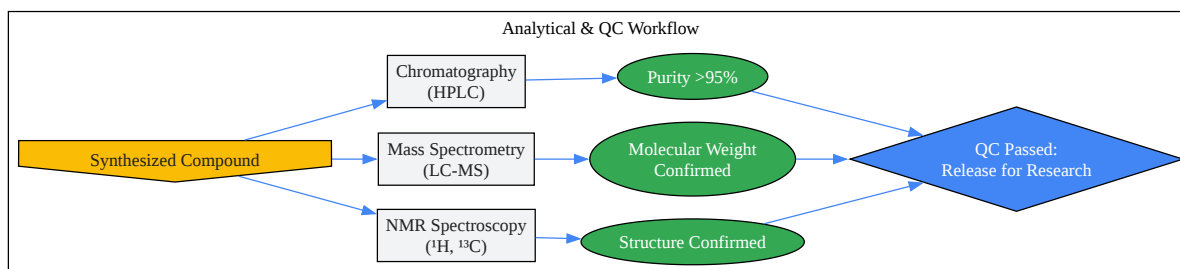 Analytical & QC Workflow
Chromatography
(HPLC)
Purity >95%
Synthesized Compound
Mass Spectrometry
(LC-MS)
Molecular Weight
Confirmed
QC Passed:
Release for Research
NMR Spectroscopy
(¹H, ¹³C)
Structure Confirmed